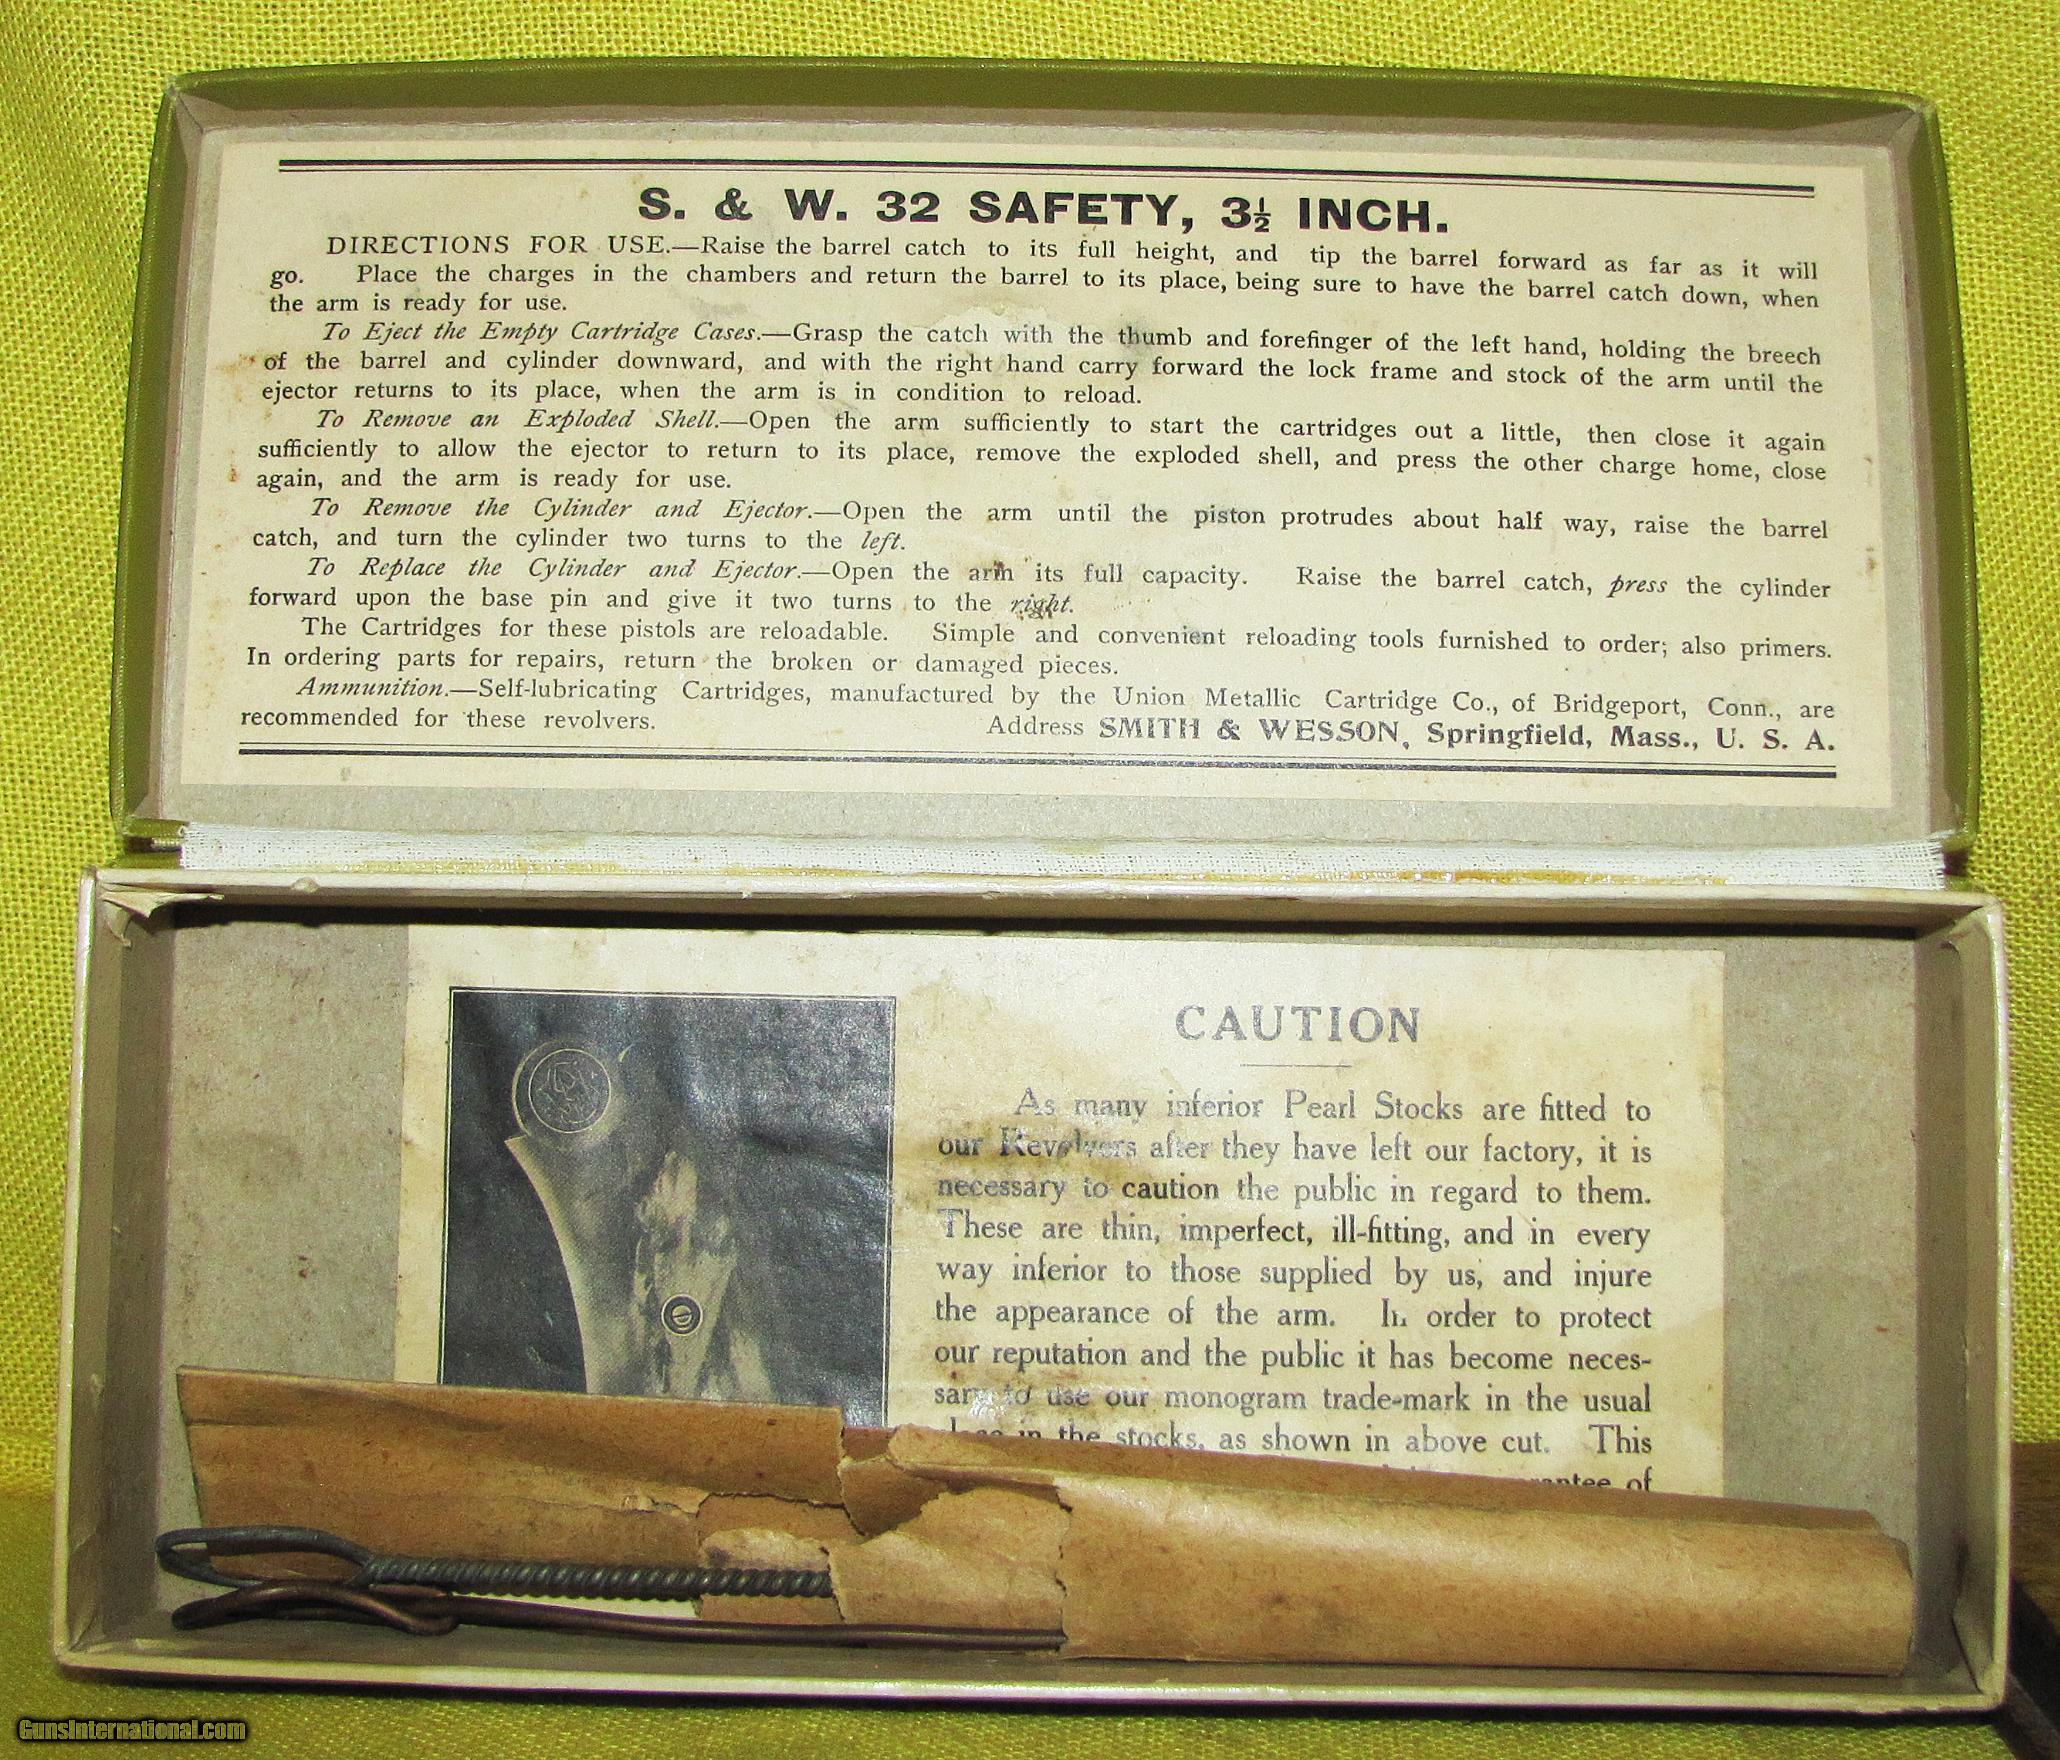 S. & W. 32 SAFETY, 3½ INCH.
DIRECTIONS FOR USE.—Raise the barrel catch to its full height, and tip the barrel forward as far as it will
go. Place the charges in the chambers and return the barrel to its place, being sure to have the barrel catch down, when
the arm is ready for use.
To Eject the Empty Cartridge Cases.—Grasp the catch with the thumb and forefinger of the left hand, holding the breech
of the barrel and cylinder downward, and with the right hand carry forward the lock frame and stock of the arm until the
ejector returns to its place, when the arm is in condition to reload.
To Remove an Exploded Shell.—Open the arm sufficiently to start the cartridges out a little, then close it again
sufficiently to allow the ejector to return to its place, remove the exploded shell, and press the other charge home, close
again, and the arm is ready for use.
To Remove the Cylinder and Ejector.—Open the arm until the piston protrudes about half way, raise the barrel
catch, and turn the cylinder two turns to the left.
To Replace the Cylinder and Ejector.—Open the arm its full capacity. Raise the barrel catch, press the cylinder
forward upon the base pin and give it two turns to the right.
The Cartridges for these pistols are reloadable. Simple and convenient reloading tools furnished to order; also primers.
In ordering parts for repairs, return the broken or damaged pieces.
Ammunition.—Self-lubricating Cartridges, manufactured by the Union Metallic Cartridge Co., of Bridgeport, Conn., are
recommended for these revolvers. Address SMITH & WESSON, Springfield, Mass., U. S. A.
CAUTION
As many inferior Pearl Stocks are fitted to
our Revolvers after they have left our factory, it is
necessary to caution the public in regard to them.
These are thin, imperfect, ill-fitting, and in every
way inferior to those supplied by us, and injure
the appearance of the arm. In order to protect
our reputation and the public it has become neces-
sary to use our monogram trade-mark in the usual
place in the stocks, as shown in above cut. This
of
GunsInternational.com